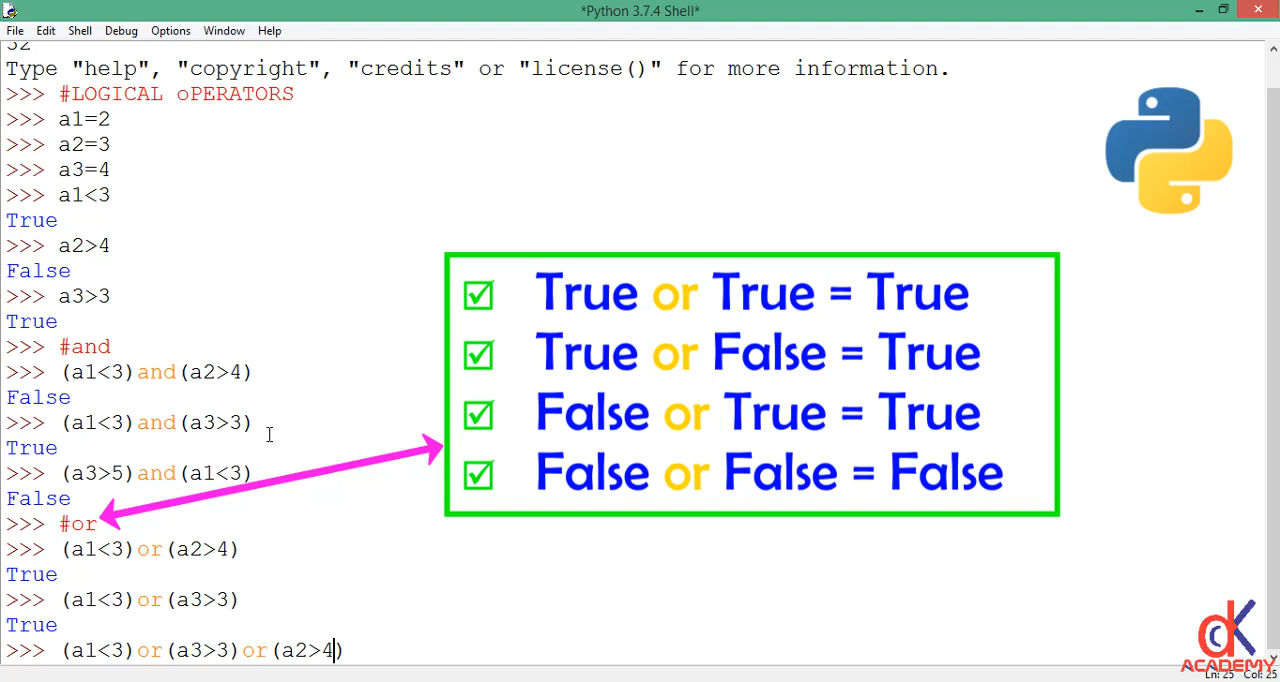 *Python 3.7.4 Shell*
File Edit Shell Debug Options Window Help
Type "help", "copyright", "credits" or "license()" for more information.
>>> #LOGICAL oPERATORS
>>> a1=2
>>> a2=3
>>> a3=4
>>> a1<3
True
>>> a2>4
False
>>> a3>3
True
>>> #and
>>> (a1<3)and(a2>4)
False
>>> (a1<3)and(a3>3)
True
>>> (a3>5)and(a1<3)
False
>>> #or
>>> (a1<3)or(a2>4)
True
>>> (a1<3)or(a3>3)
True
>>> (a1<3)or(a3>3)or(a2>4)
True or True = True
True or False = True
False or True = True
False or False = False
dK
ACADEMY
Ln: 25 Col: 25